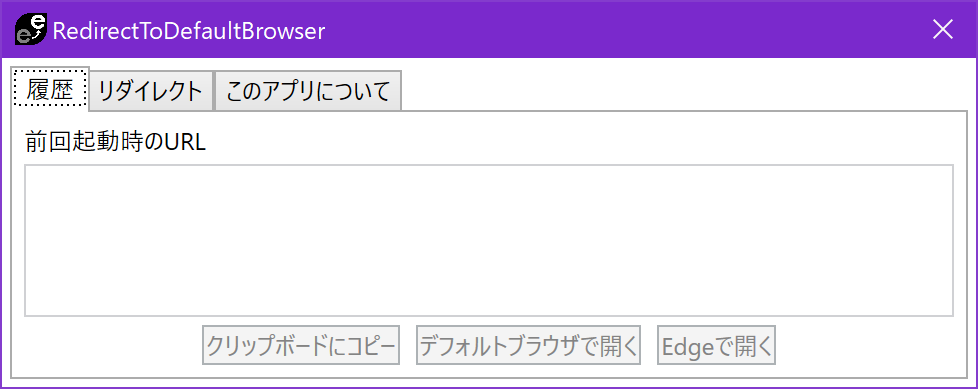 RedirectToDefaultBrowser
履歴 リダイレクト このアプリについて
前回起動時のURL
クリップボードにコピー デフォルトブラウザで開く Edgeで開く